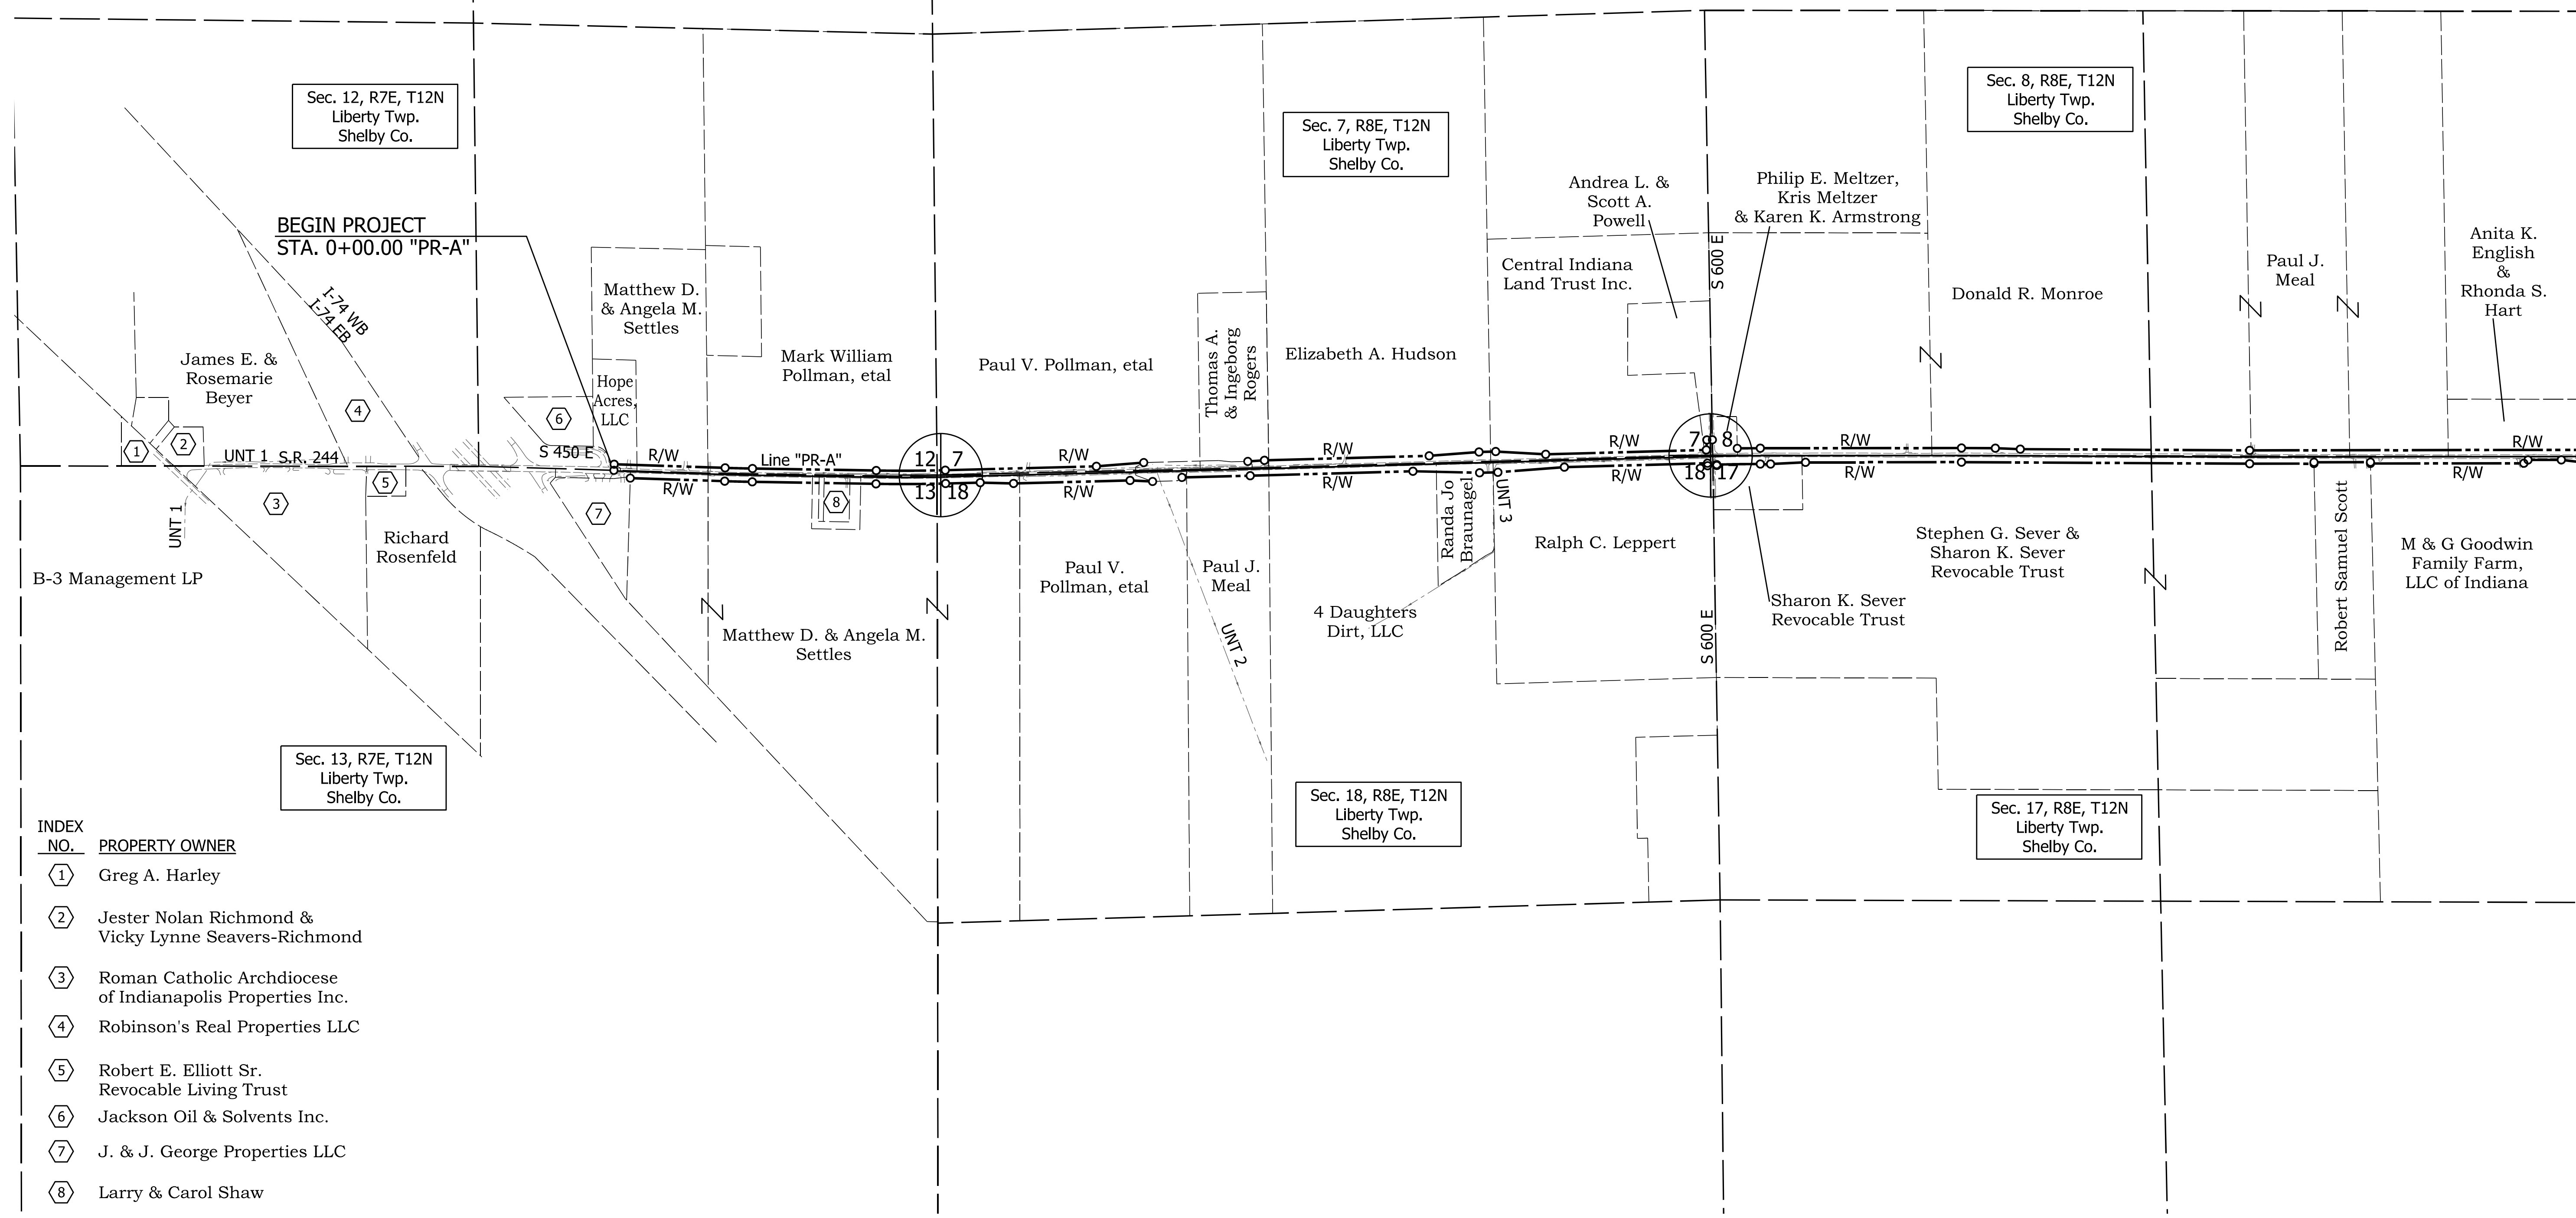 Sec. 12, R7E, T12N
Liberty Twp.
Shelby Co.
Sec. 7, R8E, T12N
Liberty Twp.
Shelby Co.
Sec. 8, R8E, T12N
Liberty Twp.
Shelby Co.
BEGIN PROJECT
STA. 0+00.00 "PR-A"
I-74 WB
I-74 EB
James E. &
Rosemarie
Beyer
Matthew D.
& Angela M.
Settles
Hope
Acres,
LLC
Mark William
Pollman, etal
Paul V. Pollman, etal
Thomas A.
& Ingeborg
Rogers
Elizabeth A. Hudson
Central Indiana
Land Trust Inc.
Andrea L. &
Scott A.
Powell
S 600 E
Philip E. Meltzer,
Kris Meltzer
& Karen K. Armstrong
Donald R. Monroe
Paul J.
Meal
Anita K.
English
&
Rhonda S.
Hart
1
2
4
6
UNT 1
S.R. 244
S 450 E
R/W
Line "PR-A"
R/W
R/W
R/W
R/W
R/W
12
7
13
18
7
8
18
17
R/W
R/W
R/W
R/W
R/W
R/W
3
5
7
8
UNT 1
B-3 Management LP
Richard
Rosenfeld
Matthew D. & Angela M.
Settles
Paul V.
Pollman, etal
Paul J.
Meal
UNT 2
4 Daughters
Dirt, LLC
Randa Jo
Braunagel
UNT 3
Ralph C. Leppert
S 600 E
Sharon K. Sever
Revocable Trust
Stephen G. Sever &
Sharon K. Sever
Revocable Trust
Robert Samuel Scott
M & G Goodwin
Family Farm,
LLC of Indiana
Sec. 13, R7E, T12N
Liberty Twp.
Shelby Co.
Sec. 18, R8E, T12N
Liberty Twp.
Shelby Co.
Sec. 17, R8E, T12N
Liberty Twp.
Shelby Co.
INDEX
NO. PROPERTY OWNER
1 Greg A. Harley
2 Jester Nolan Richmond &
Vicky Lynne Seavers-Richmond
3 Roman Catholic Archdiocese
of Indianapolis Properties Inc.
4 Robinson's Real Properties LLC
5 Robert E. Elliott Sr.
Revocable Living Trust
6 Jackson Oil & Solvents Inc.
7 J. & J. George Properties LLC
8 Larry & Carol Shaw